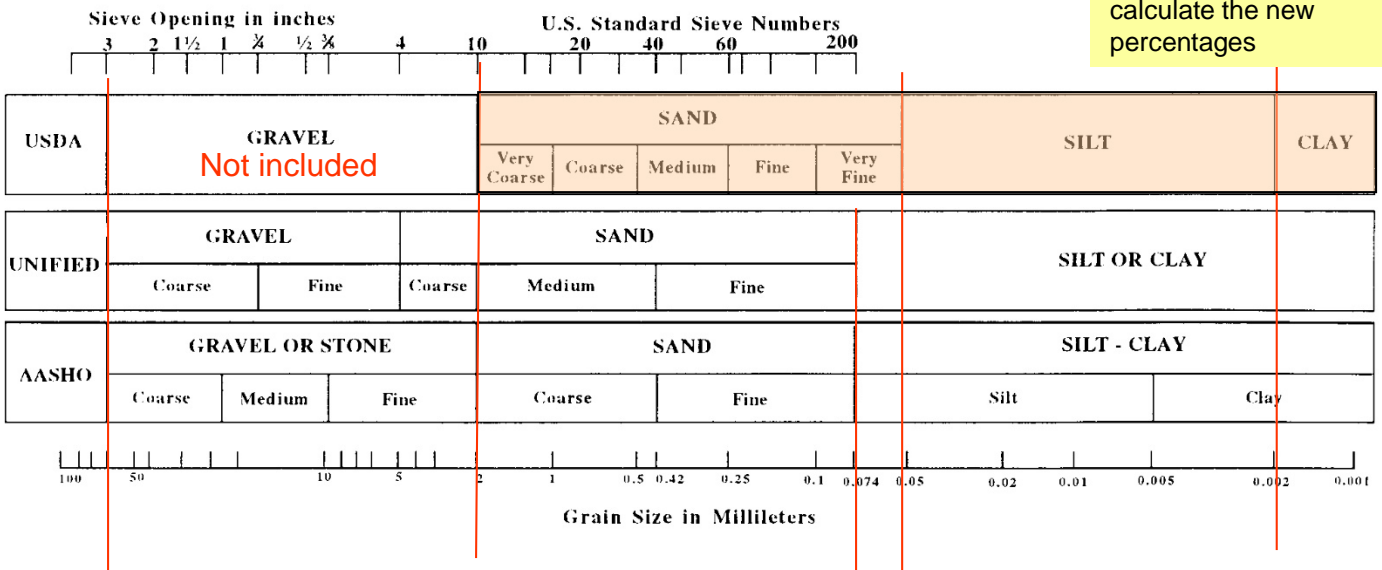 calculate the new
percentages
Sieve Opening in inches
U.S. Standard Sieve Numbers
3 2 1½ 1 ¾ ½ ⅜ 4 10 20 40 60 200
USDA
GRAVEL
Not included
SAND
Very
Coarse
Coarse
Medium
Fine
Very
Fine
SILT
CLAY
UNIFIED
GRAVEL
Coarse
Fine
SAND
Coarse
Medium
Fine
SILT OR CLAY
AASHO
GRAVEL OR STONE
Coarse
Medium
Fine
SAND
Coarse
Fine
SILT - CLAY
Silt
Clay
100 50 10 5 2 1 0.5 0.42 0.25 0.1 0.074 0.05 0.02 0.01 0.005 0.002 0.001
Grain Size in Millileters